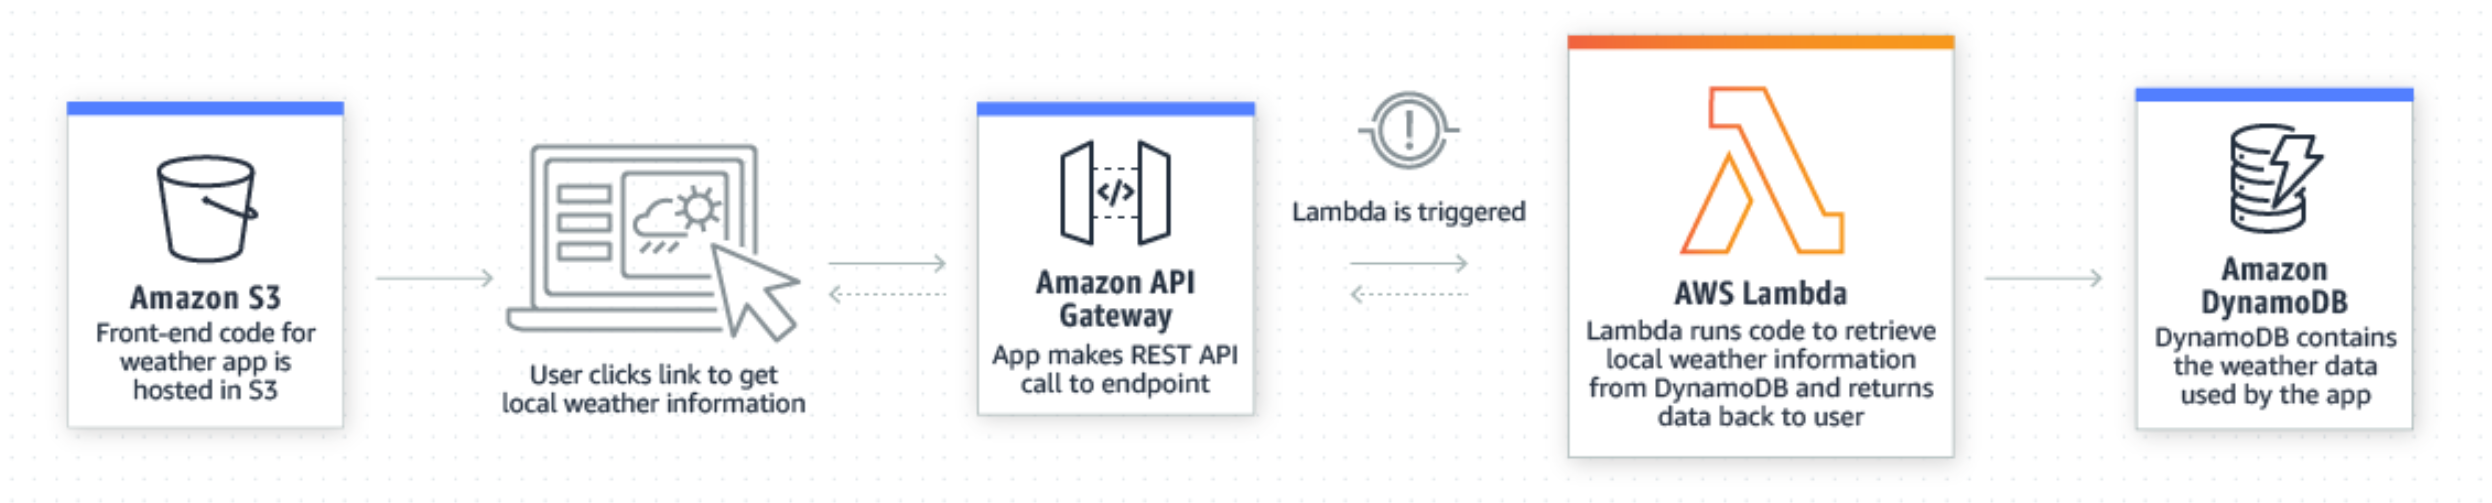 Amazon S3
Front-end code for
weather app is
hosted in S3
User clicks link to get
local weather information
</>
Amazon API
Gateway
App makes REST API
call to endpoint
!
Lambda is triggered
AWS Lambda
Lambda runs code to retrieve
local weather information
from DynamoDB and returns
data back to user
Amazon
DynamoDB
DynamoDB contains
the weather data
used by the app